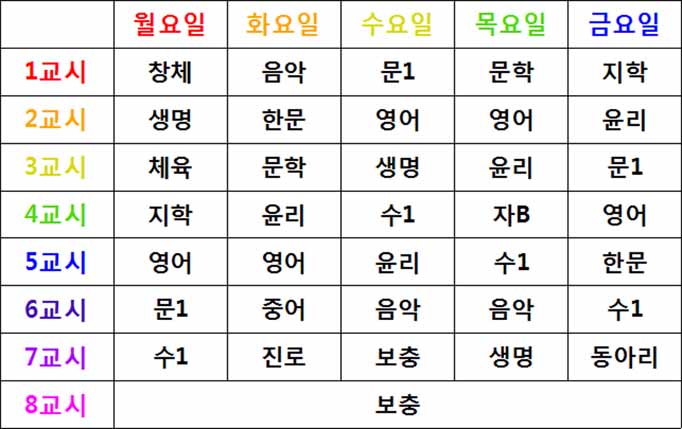 월요일 화요일 수요일 목요일 금요일
1교시 창체 음악 문1 문학 지학
2교시 생명 한문 영어 영어 윤리
3교시 체육 문학 생명 윤리 문1
4교시 지학 윤리 수1 자B 영어
5교시 영어 영어 윤리 수1 한문
6교시 문1 중어 음악 음악 수1
7교시 수1 진로 보충 생명 동아리
8교시 보충